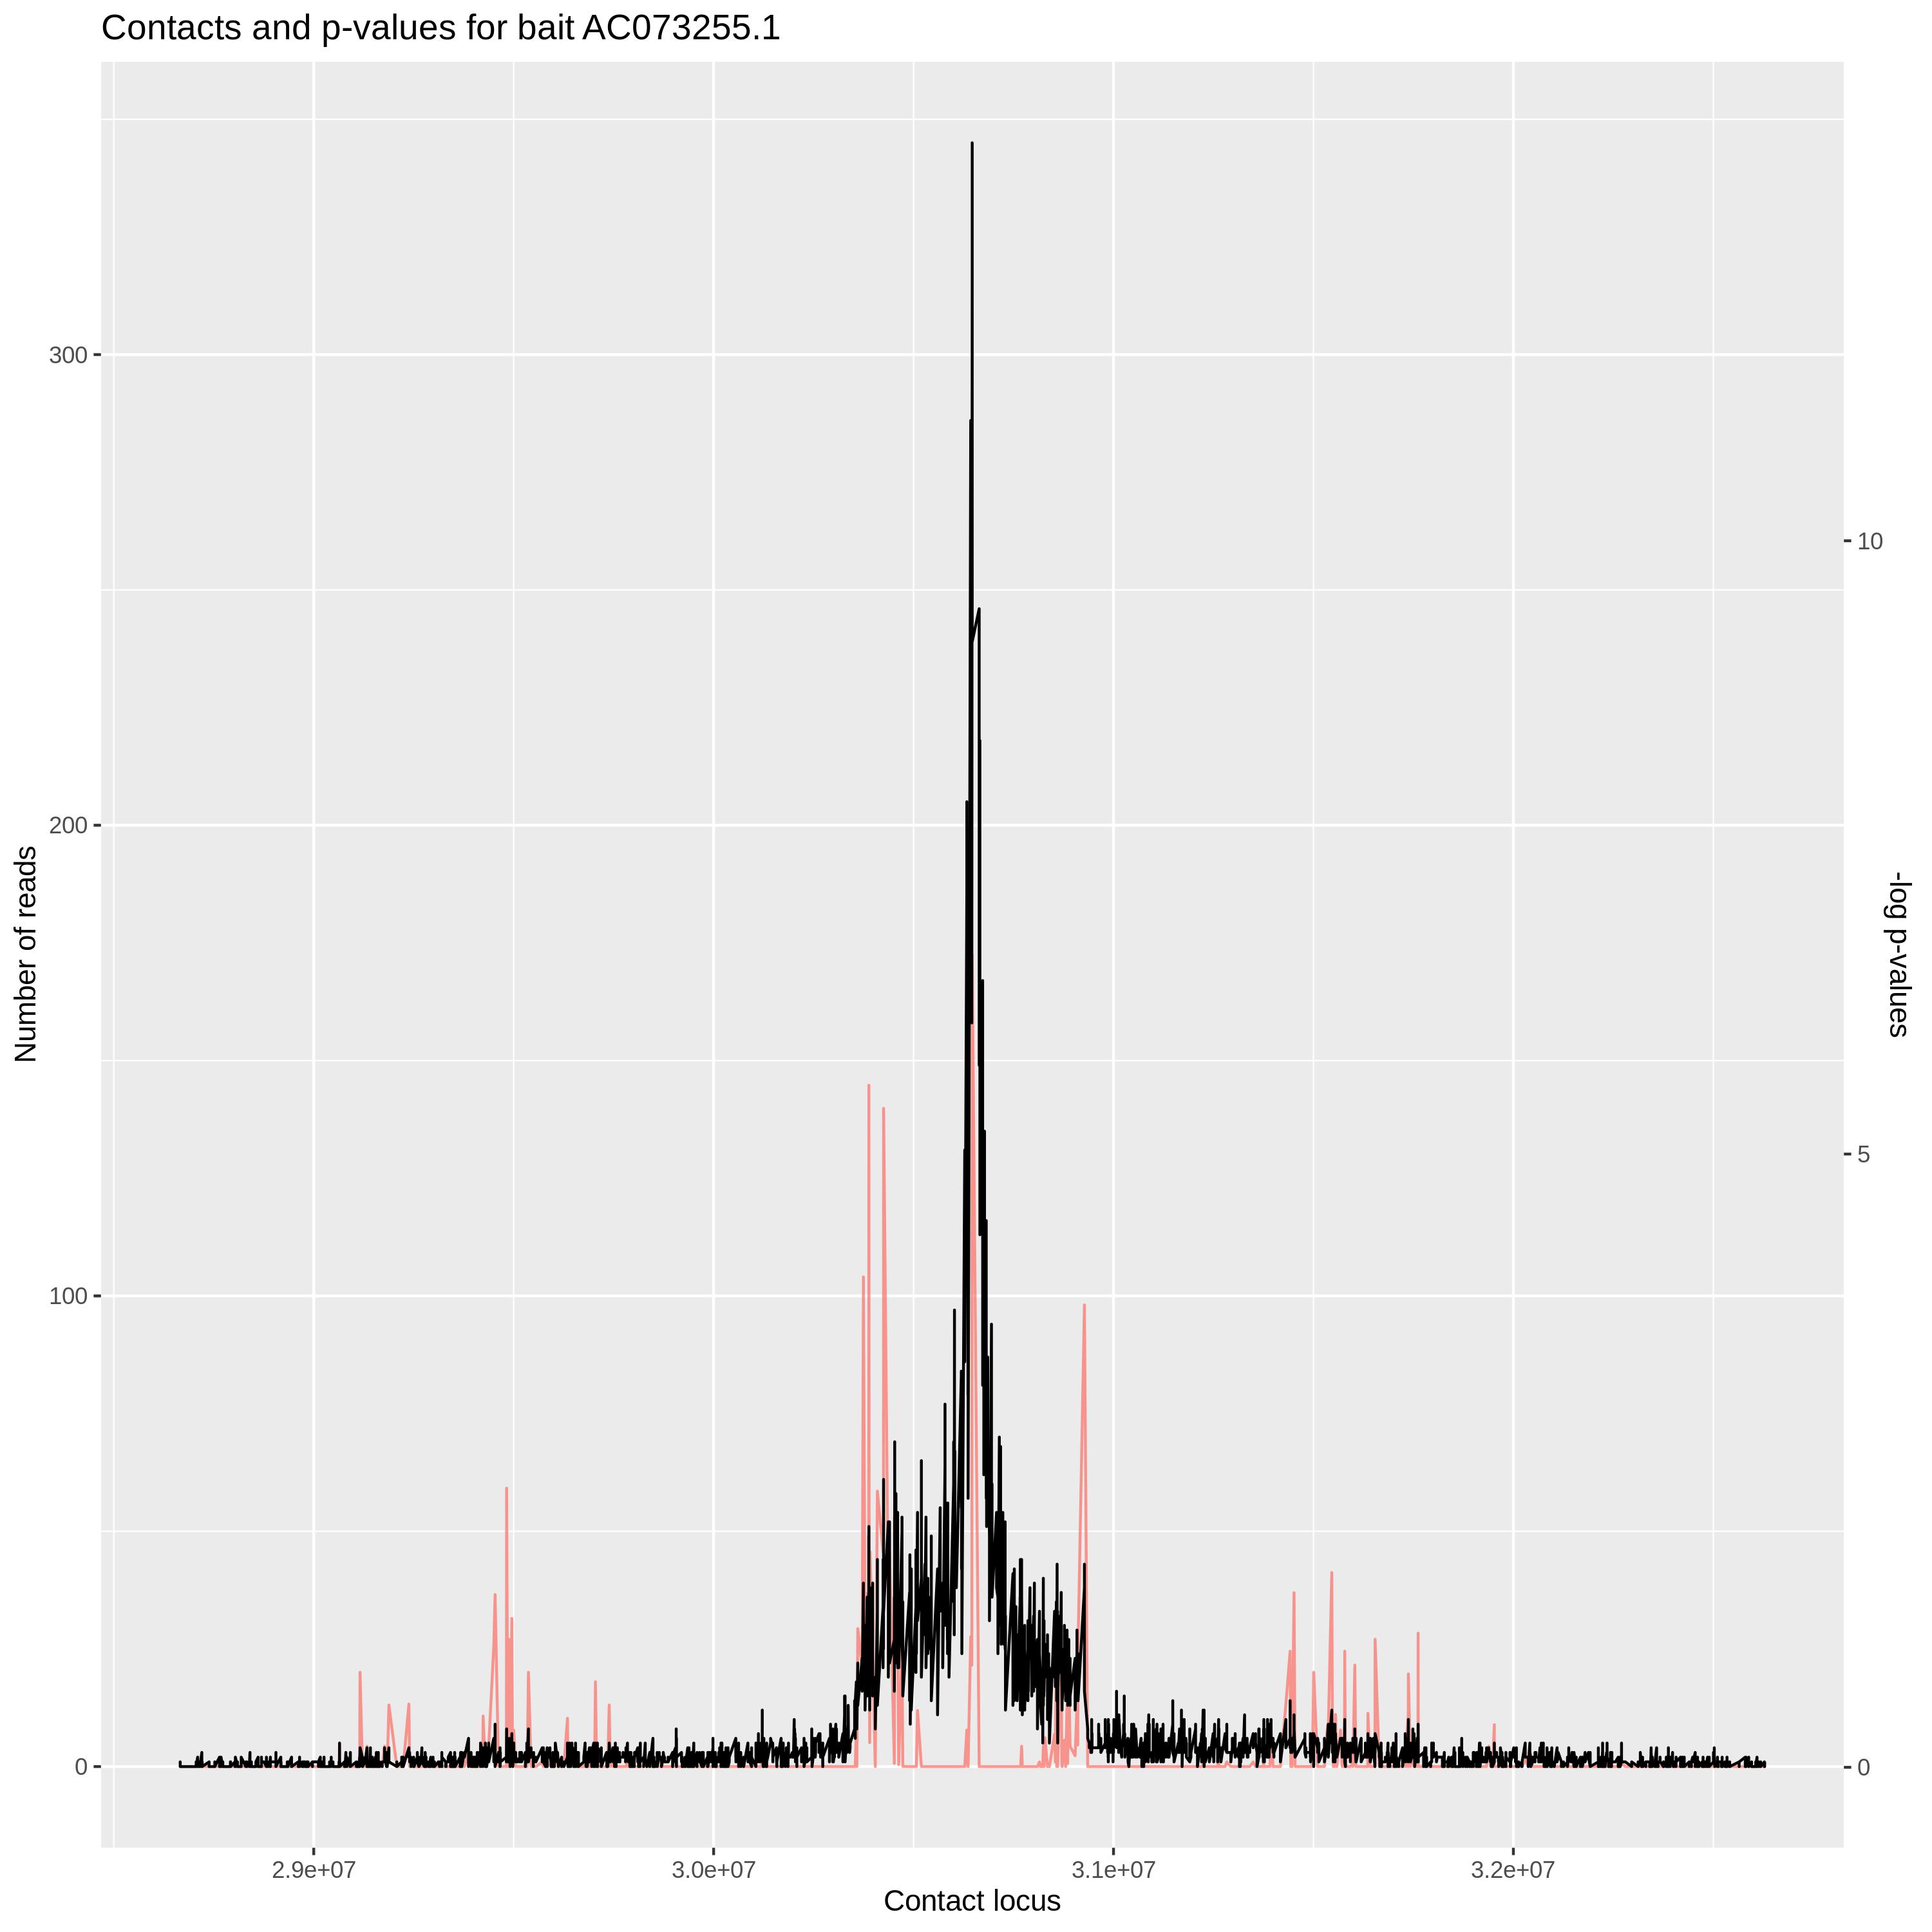 Contacts and p-values for bait AC073255.1
300
200
100
0
Number of reads
10
5
0
-log p-values
2.9e+07
3.0e+07
3.1e+07
3.2e+07
Contact locus